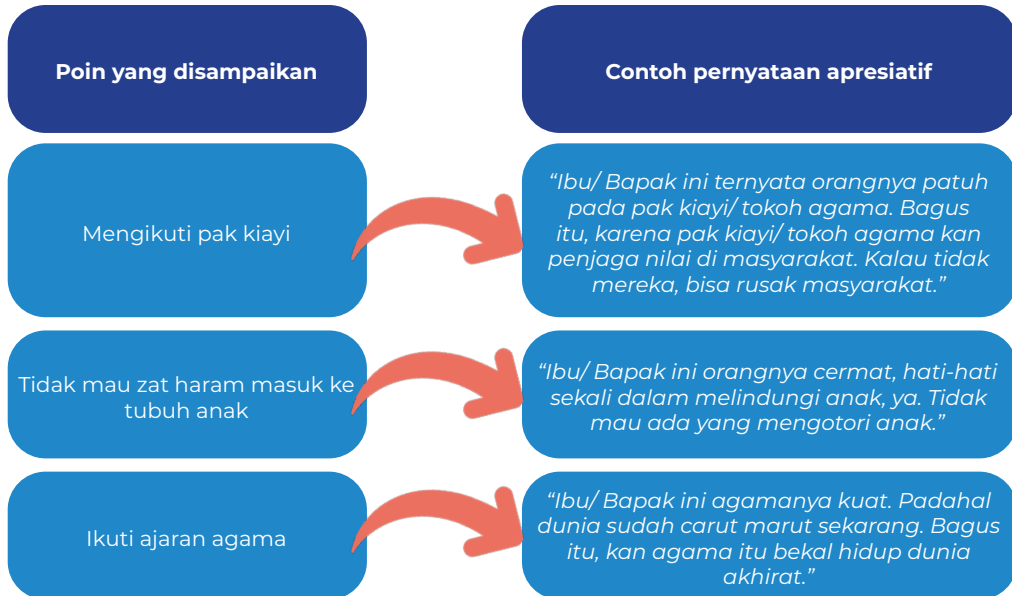 Poin yang disampaikan
Contoh pernyataan apresiatif
Mengikuti pak kiayi
“Ibu/ Bapak ini ternyata orangnya patuh
pada pak kiayi/ tokoh agama. Bagus
itu, karena pak kiayi/ tokoh agama kan
penjaga nilai di masyarakat. Kalau tidak
mereka, bisa rusak masyarakat.”
Tidak mau zat haram masuk ke
tubuh anak
“Ibu/ Bapak ini orangnya cermat, hati-hati
sekali dalam melindungi anak, ya. Tidak
mau ada yang mengotori anak.”
Ikuti ajaran agama
“Ibu/ Bapak ini agamanya kuat. Padahal
dunia sudah carut marut sekarang. Bagus
itu, kan agama itu bekal hidup dunia
akhirat.”